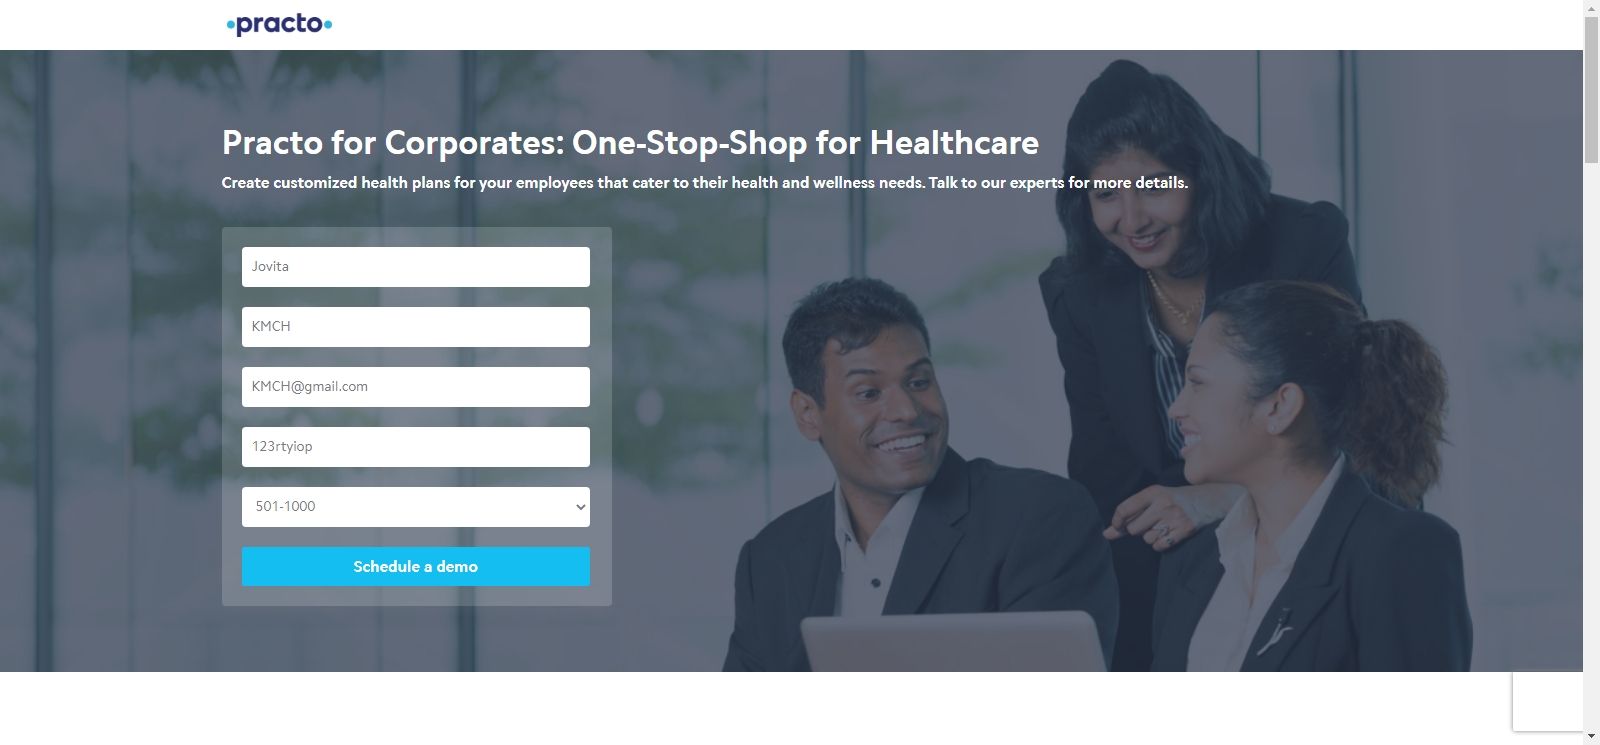 practo
Practo for Corporates: One-Stop-Shop for Healthcare
Create customized health plans for your employees that cater to their health and wellness needs. Talk to our experts for more details.
Jovita
KMCH
KMCH@gmail.com
123rtyiop
501-1000
Schedule a demo